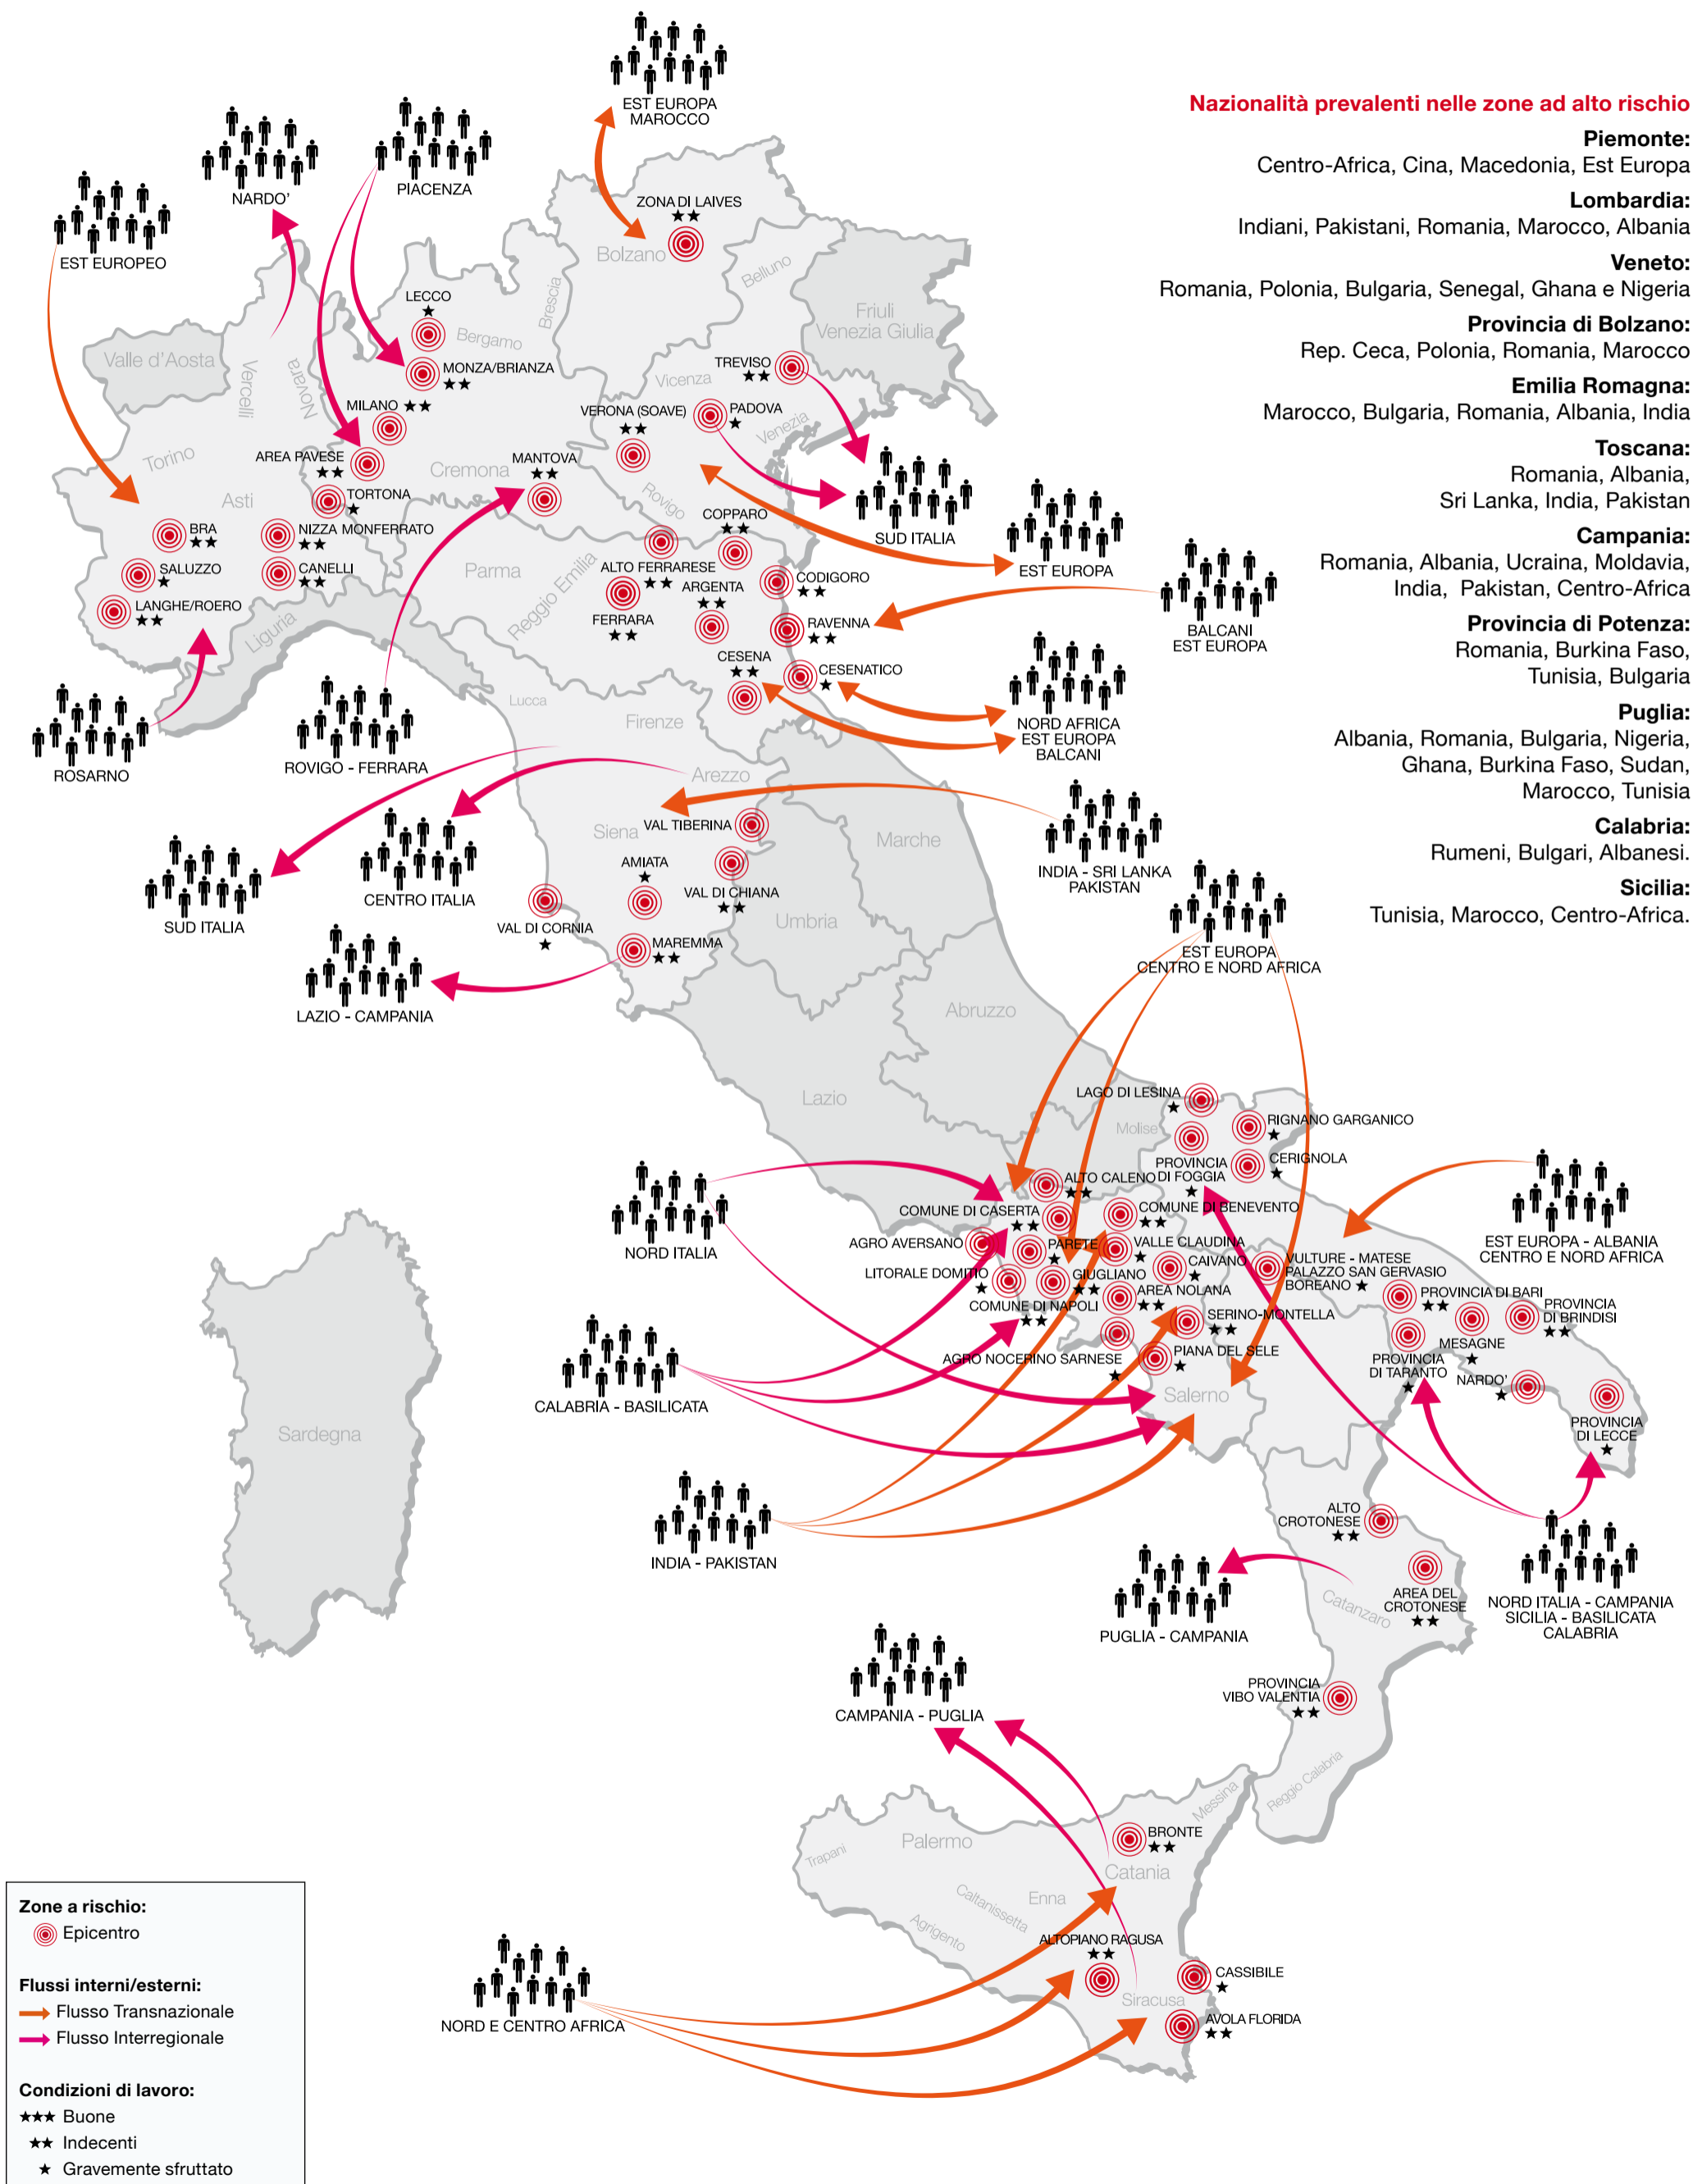 EST EUROPA
MAROCCO
NARDO'
PIACENZA
EST EUROPEO
Nazionalità prevalenti nelle zone ad alto rischio
Piemonte:
Centro-Africa, Cina, Macedonia, Est Europa
Lombardia:
Indiani, Pakistani, Romania, Marocco, Albania
Veneto:
Romania, Polonia, Bulgaria, Senegal, Ghana e Nigeria
Provincia di Bolzano:
Rep. Ceca, Polonia, Romania, Marocco
Emilia Romagna:
Marocco, Bulgaria, Romania, Albania, India
Toscana:
Romania, Albania,
Sri Lanka, India, Pakistan
Campania:
Romania, Albania, Ucraina, Moldavia,
India, Pakistan, Centro-Africa
Provincia di Potenza:
Romania, Burkina Faso,
Tunisia, Bulgaria
Puglia:
Albania, Romania, Bulgaria, Nigeria,
Ghana, Burkina Faso, Sudan,
Marocco, Tunisia
Calabria:
Rumeni, Bulgari, Albanesi.
Sicilia:
Tunisia, Marocco, Centro-Africa.
ZONA DI LAIVES
★★
Bolzano
Belluno
Brescia
Friuli
Venezia Giulia
LECCO
★
Bergamo
Valle d'Aosta
Vercelli
Novara
MONZA/BRIANZA
★★
TREVISO
★★
Vicenza
MILANO ★★
VERONA (SOAVE)
★★
PADOVA
★
Venezia
Torino
AREA PAVESE
★★
Cremona
MANTOVA
★★
Rovigo
SUD ITALIA
Asti
TORTONA
★
BRA
★★
NIZZA MONFERRATO
★★
COPPARO
★★
EST EUROPA
SALUZZO
★
CANELLI
★★
Parma
Reggio Emilia
ALTO FERRARESE
★★
CODIGORO
★★
ARGENTA
★★
LANGHE/ROERO
★★
Liguria
FERRARA
★★
RAVENNA
★★
BALCANI
EST EUROPA
CESENA
★★
CESENATICO
★
Lucca
Firenze
NORD AFRICA
EST EUROPA
BALCANI
ROSARNO
ROVIGO - FERRARA
Arezzo
Siena
VAL TIBERINA
Marche
AMIATA
★
VAL DI CHIANA
★★
INDIA - SRI LANKA
PAKISTAN
CENTRO ITALIA
SUD ITALIA
VAL DI CORNIA
★
Umbria
MAREMMA
★★
EST EUROPA
CENTRO E NORD AFRICA
LAZIO - CAMPANIA
Abruzzo
Lazio
Molise
LAGO DI LESINA
★
RIGNANO GARGANICO
★
PROVINCIA
DI FOGGIA
★
CERIGNOLA
★
ALTO CALENO
★★
COMUNE DI CASERTA
★★
COMUNE DI BENEVENTO
★★
NORD ITALIA
AGRO AVERSANO
PARETE
★
VALLE CLAUDINA
★
EST EUROPA - ALBANIA
CENTRO E NORD AFRICA
LITORALE DOMITIO
★
GIUGLIANO
★★
CAIVANO
★
VULTURE - MATESE
PALAZZO SAN GERVASIO
BOREANO ★
COMUNE DI NAPOLI
★★
AREA NOLANA
★★
PROVINCIA DI BARI
★★
PROVINCIA
DI BRINDISI
★★
SERINO-MONTELLA
★★
MESAGNE
★
AGRO NOCERINO SARNESE
★
PIANA DEL SELE
★
PROVINCIA
DI TARANTO
★
NARDO'
★
Salerno
CALABRIA - BASILICATA
PROVINCIA
DI LECCE
★
Sardegna
INDIA - PAKISTAN
ALTO
CROTONESE
★★
AREA DEL
CROTONESE
★★
Catanzaro
NORD ITALIA - CAMPANIA
SICILIA - BASILICATA
CALABRIA
PUGLIA - CAMPANIA
PROVINCIA
VIBO VALENTIA
★★
CAMPANIA - PUGLIA
Reggio Calabria
Messina
BRONTE
★★
Palermo
Trapani
Catania
Enna
Caltanissetta
Agrigento
ALTOPIANO RAGUSA
★★
CASSIBILE
★
Siracusa
AVOLA FLORIDA
★★
NORD E CENTRO AFRICA
Zone a rischio:
Epicentro
Flussi interni/esterni:
Flusso Transnazionale
Flusso Interregionale
Condizioni di lavoro:
★★★ Buone
★★ Indecenti
★ Gravemente sfruttato